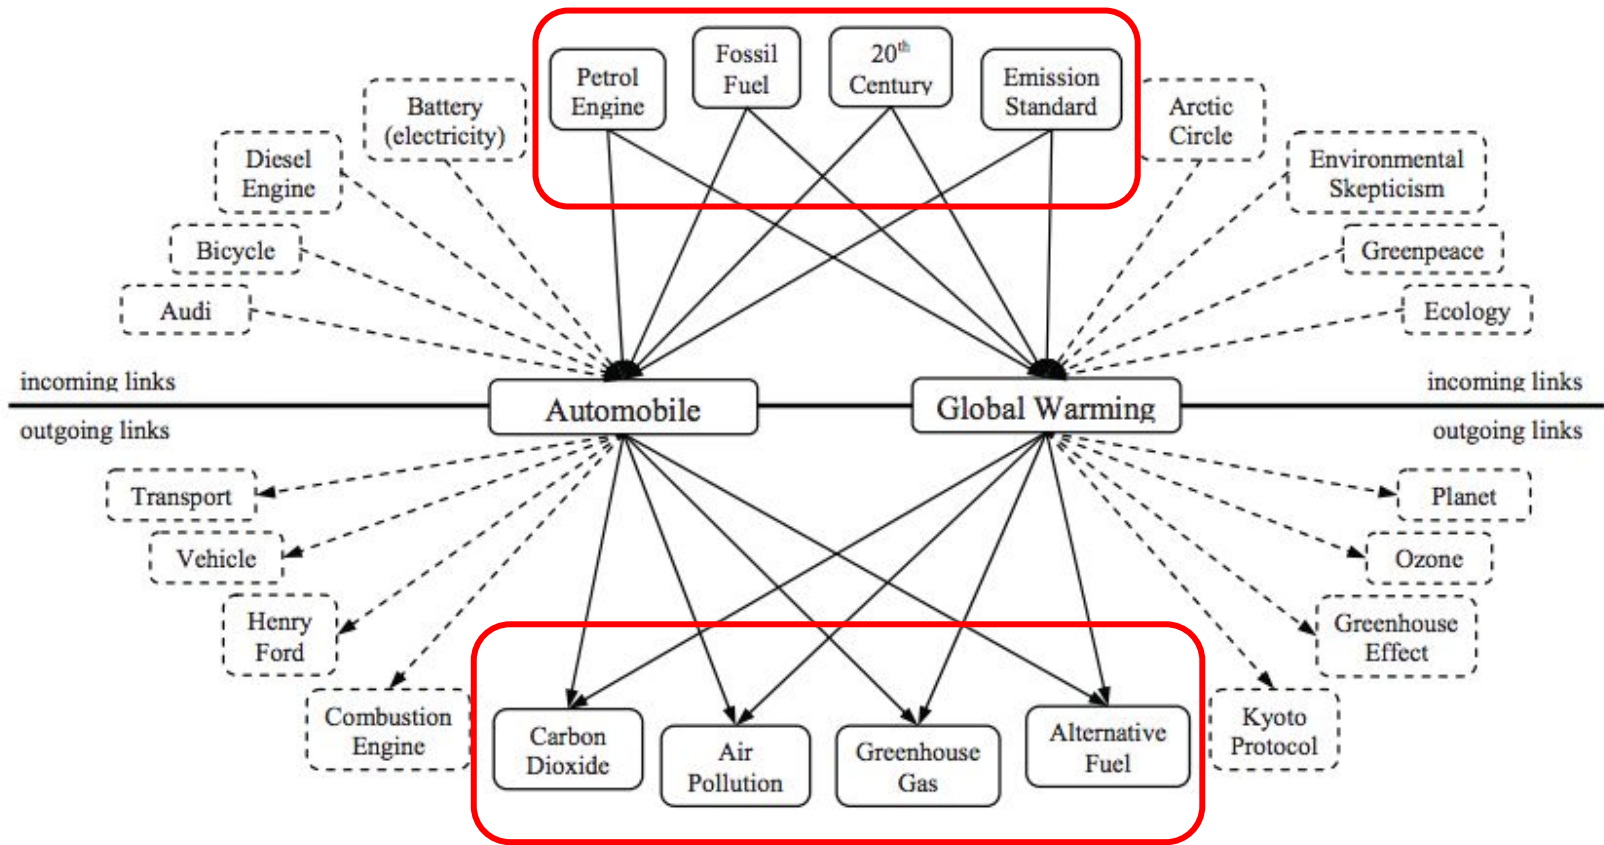 Petrol
Engine
Fossil
Fuel
20th
Century
Emission
Standard
Battery
(electricity)
Arctic
Circle
Diesel
Engine
Environmental
Skepticism
Bicycle
Greenpeace
Audi
Ecology
incoming links
incoming links
Automobile
Global Warming
outgoing links
outgoing links
Transport
Planet
Vehicle
Ozone
Henry
Ford
Greenhouse
Effect
Combustion
Engine
Carbon
Dioxide
Air
Pollution
Greenhouse
Gas
Alternative
Fuel
Kyoto
Protocol